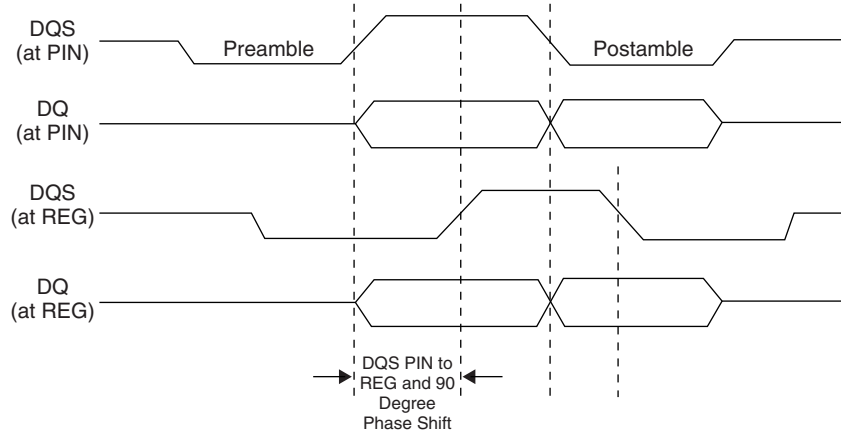 DQS
(at PIN)
Preamble
Postamble
DQ
(at PIN)
DQS
(at REG)
DQ
(at REG)
DQS PIN to
REG and 90
Degree
Phase Shift